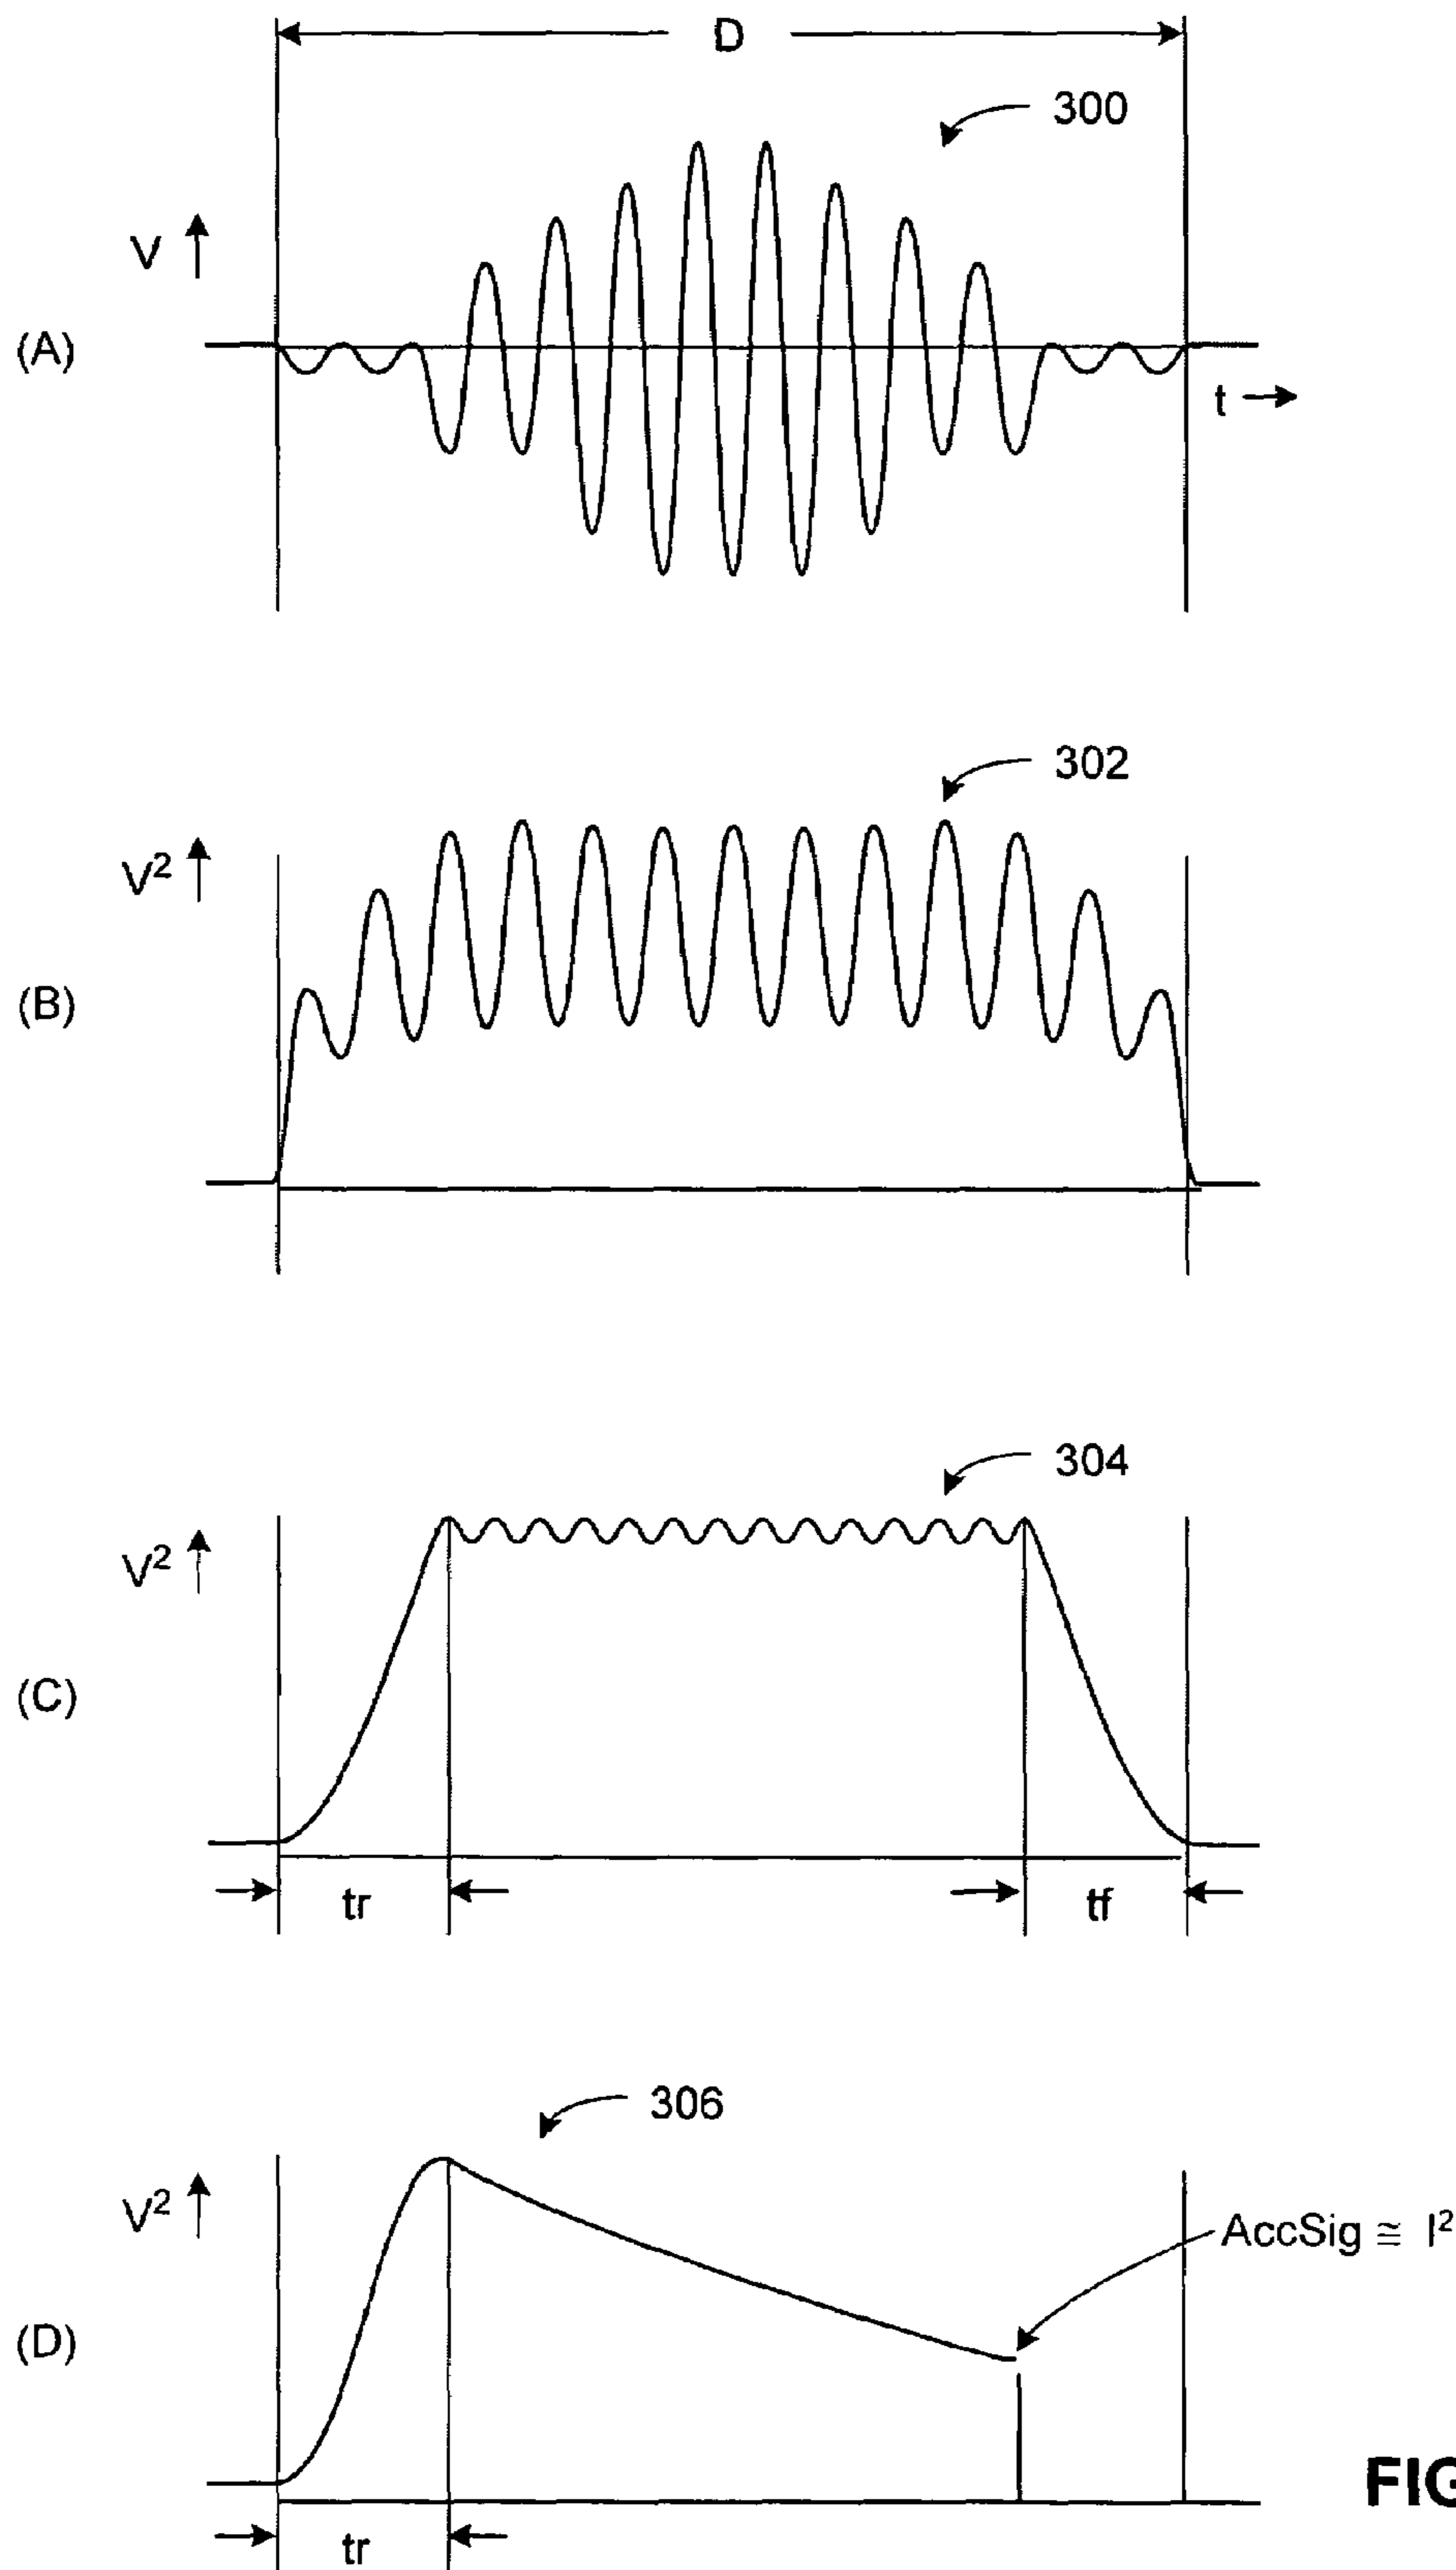 D
300
V
(A)
t
302
V²
(B)
304
V²
(C)
tr
tf
306
V²
AccSig ≅ I²
(D)
FIG
tr